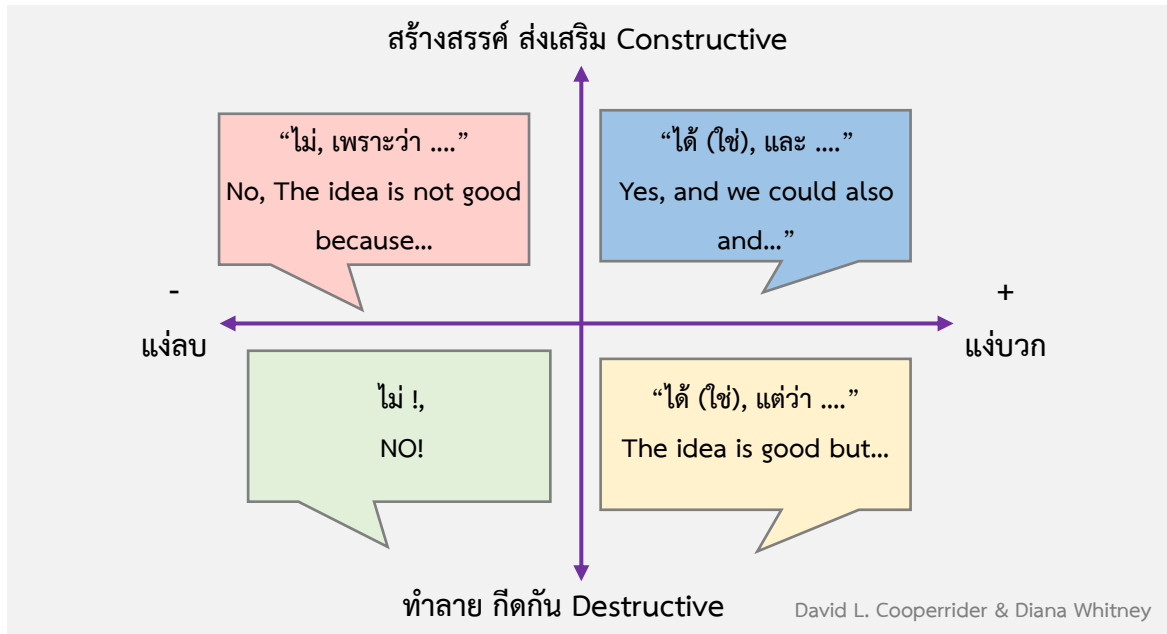 สร้างสรรค์ ส่งเสริม Constructive
“ไม่, เพราะว่า ....”
No, The idea is not good
because...
“ได้ (ใช่), และ ....”
Yes, and we could also
and...”
-
แง่ลบ
+
แง่บวก
ไม่ !,
NO!
“ได้ (ใช่), แต่ว่า ....”
The idea is good but...
ทำลาย กีดกัน Destructive
David L. Cooperrider & Diana Whitney